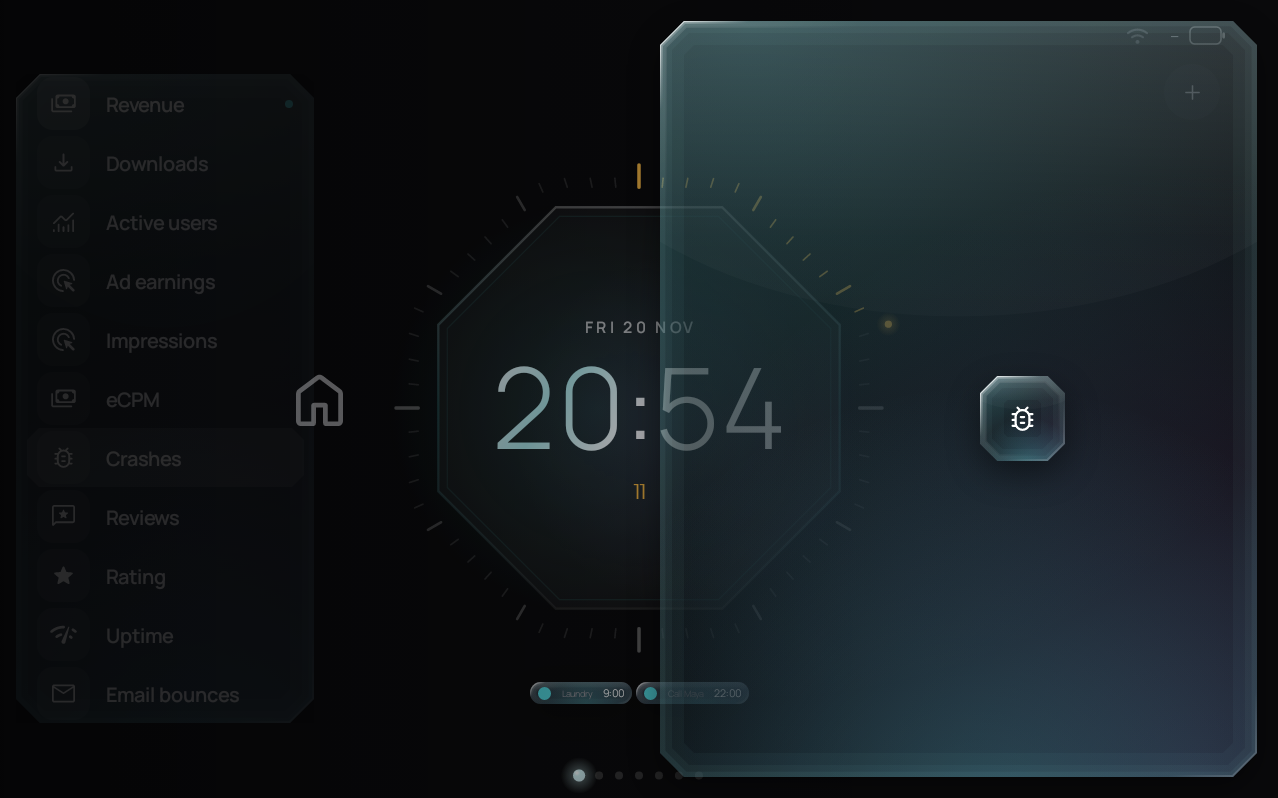 Revenue
Downloads
Active users
Ad earnings
Impressions
eCPM
Crashes
Reviews
Rating
Uptime
Email bounces
FRI 20 NOV
20:54
11
Laundry 9:00
22:00